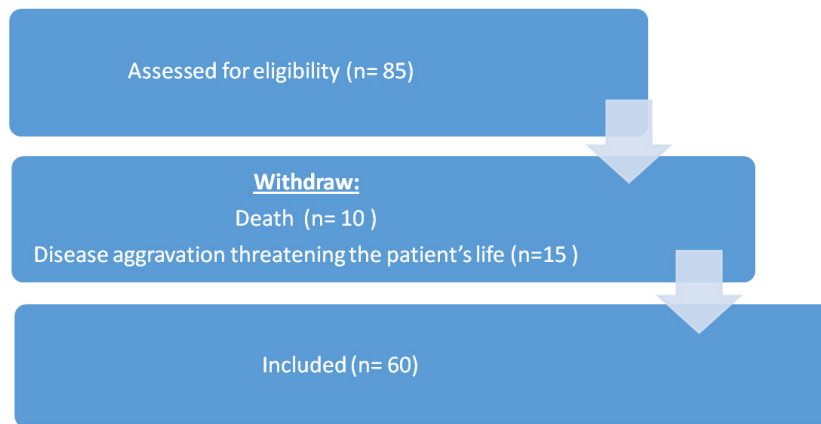 Assessed for eligibility (n= 85)
Withdraw:
Death (n= 10 )
Disease aggravation threatening the patient’s life (n=15 )
Included (n= 60)